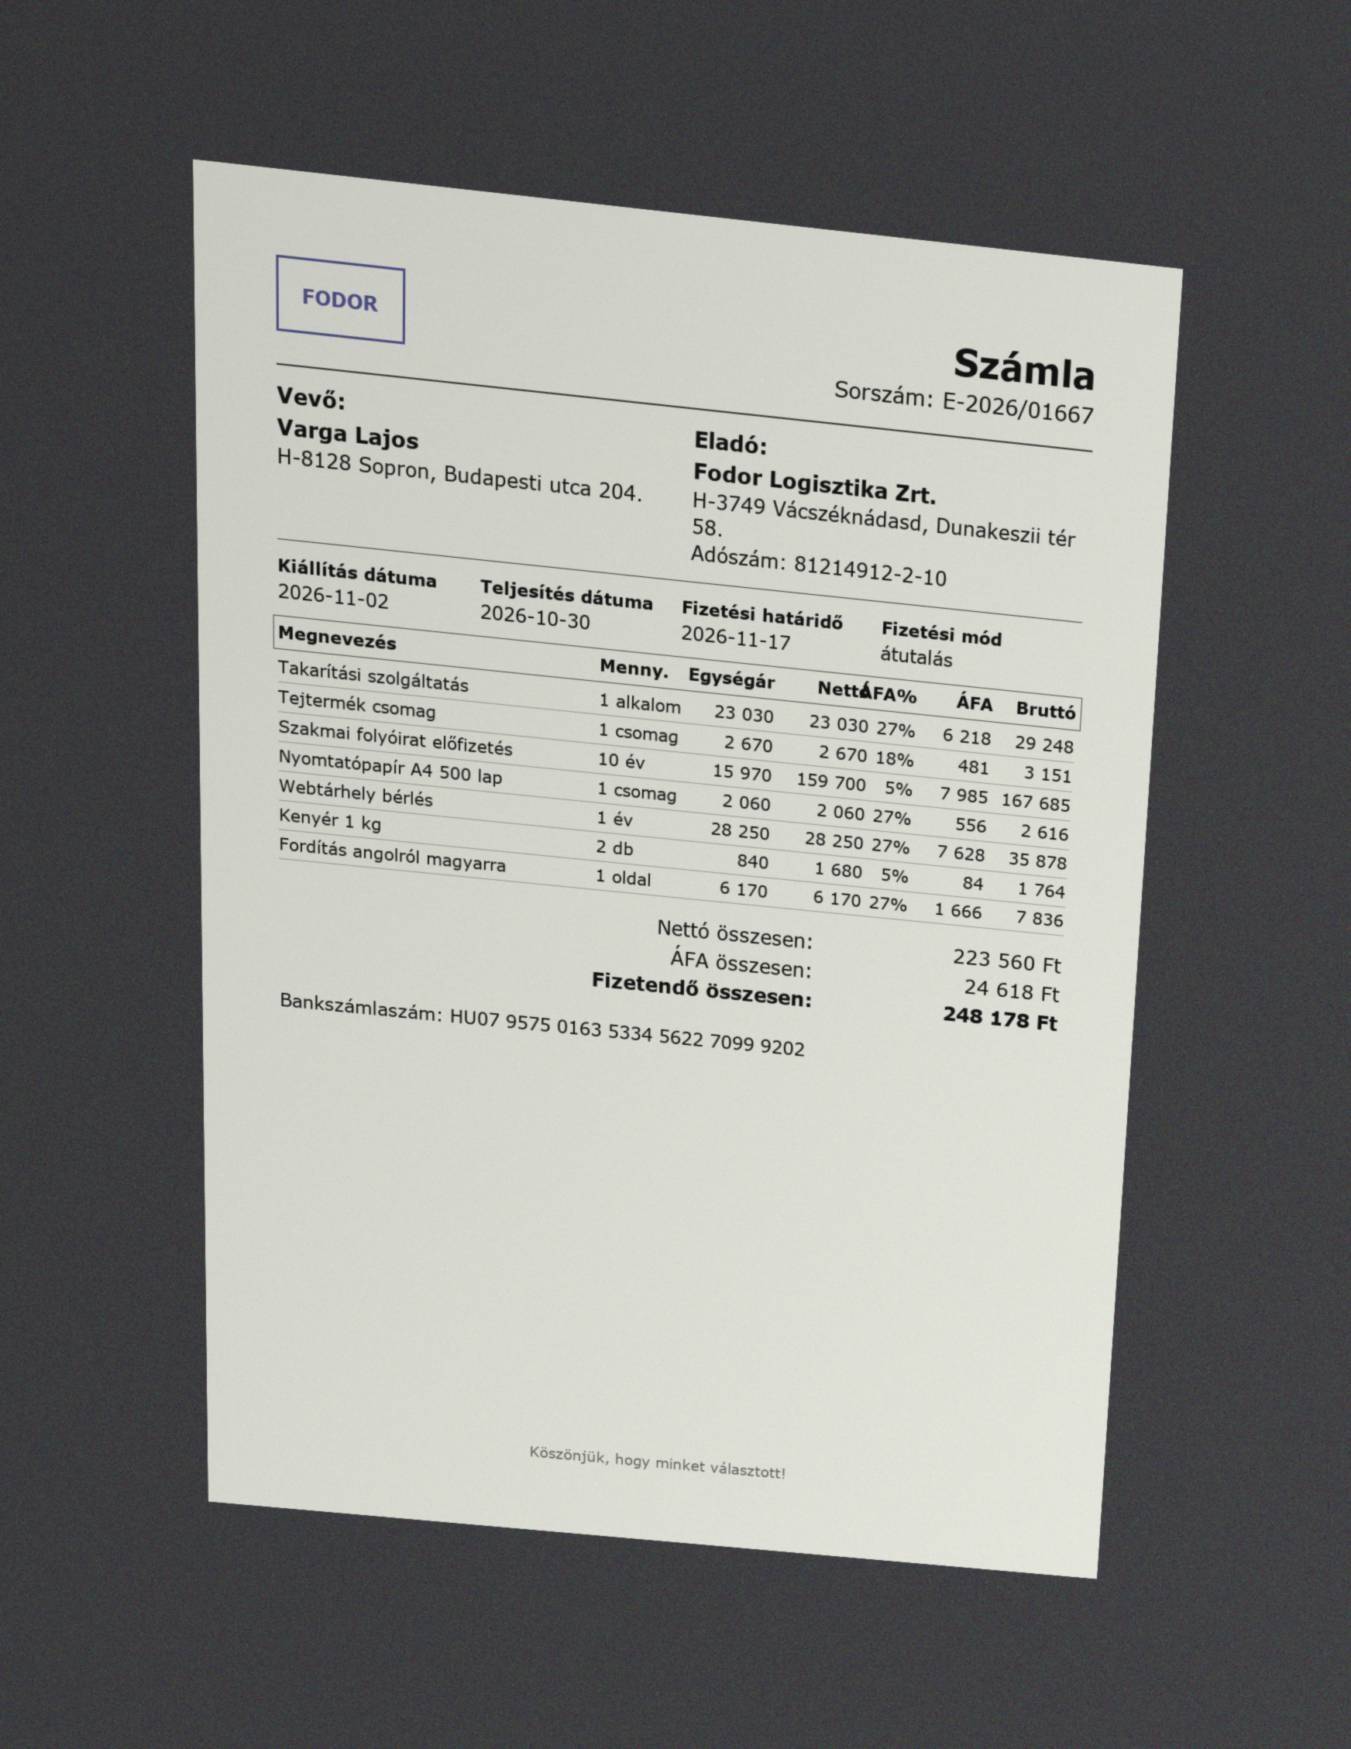 FODOR
Számla
Sorszám: E-2026/01667
Vevő:
Varga Lajos
H-8128 Sopron, Budapesti utca 204.
Eladó:
Fodor Logisztika Zrt.
H-3749 Vácszéknádasd, Dunakeszii tér
58.
Adószám: 81214912-2-10
Kiállítás dátuma Teljesítés dátuma Fizetési határidő Fizetési mód
2026-11-02 2026-10-30 2026-11-17 átutalás
Megnevezés Menny. Egységár Nettó ÁFA% ÁFA Bruttó
Takarítási szolgáltatás 1 alkalom 23 030 23 030 27% 6 218 29 248
Tejtermék csomag 1 csomag 2 670 2 670 18% 481 3 151
Szakmai folyóirat előfizetés 10 év 15 970 159 700 5% 7 985 167 685
Nyomtatópapír A4 500 lap 1 csomag 2 060 2 060 27% 556 2 616
Webtárhely bérlés 1 év 28 250 28 250 27% 7 628 35 878
Kenyér 1 kg 2 db 840 1 680 5% 84 1 764
Fordítás angolról magyarra 1 oldal 6 170 6 170 27% 1 666 7 836
Nettó összesen: 223 560 Ft
ÁFA összesen: 24 618 Ft
Fizetendő összesen: 248 178 Ft
Bankszámlaszám: HU07 9575 0163 5334 5622 7099 9202
Köszönjük, hogy minket választott!